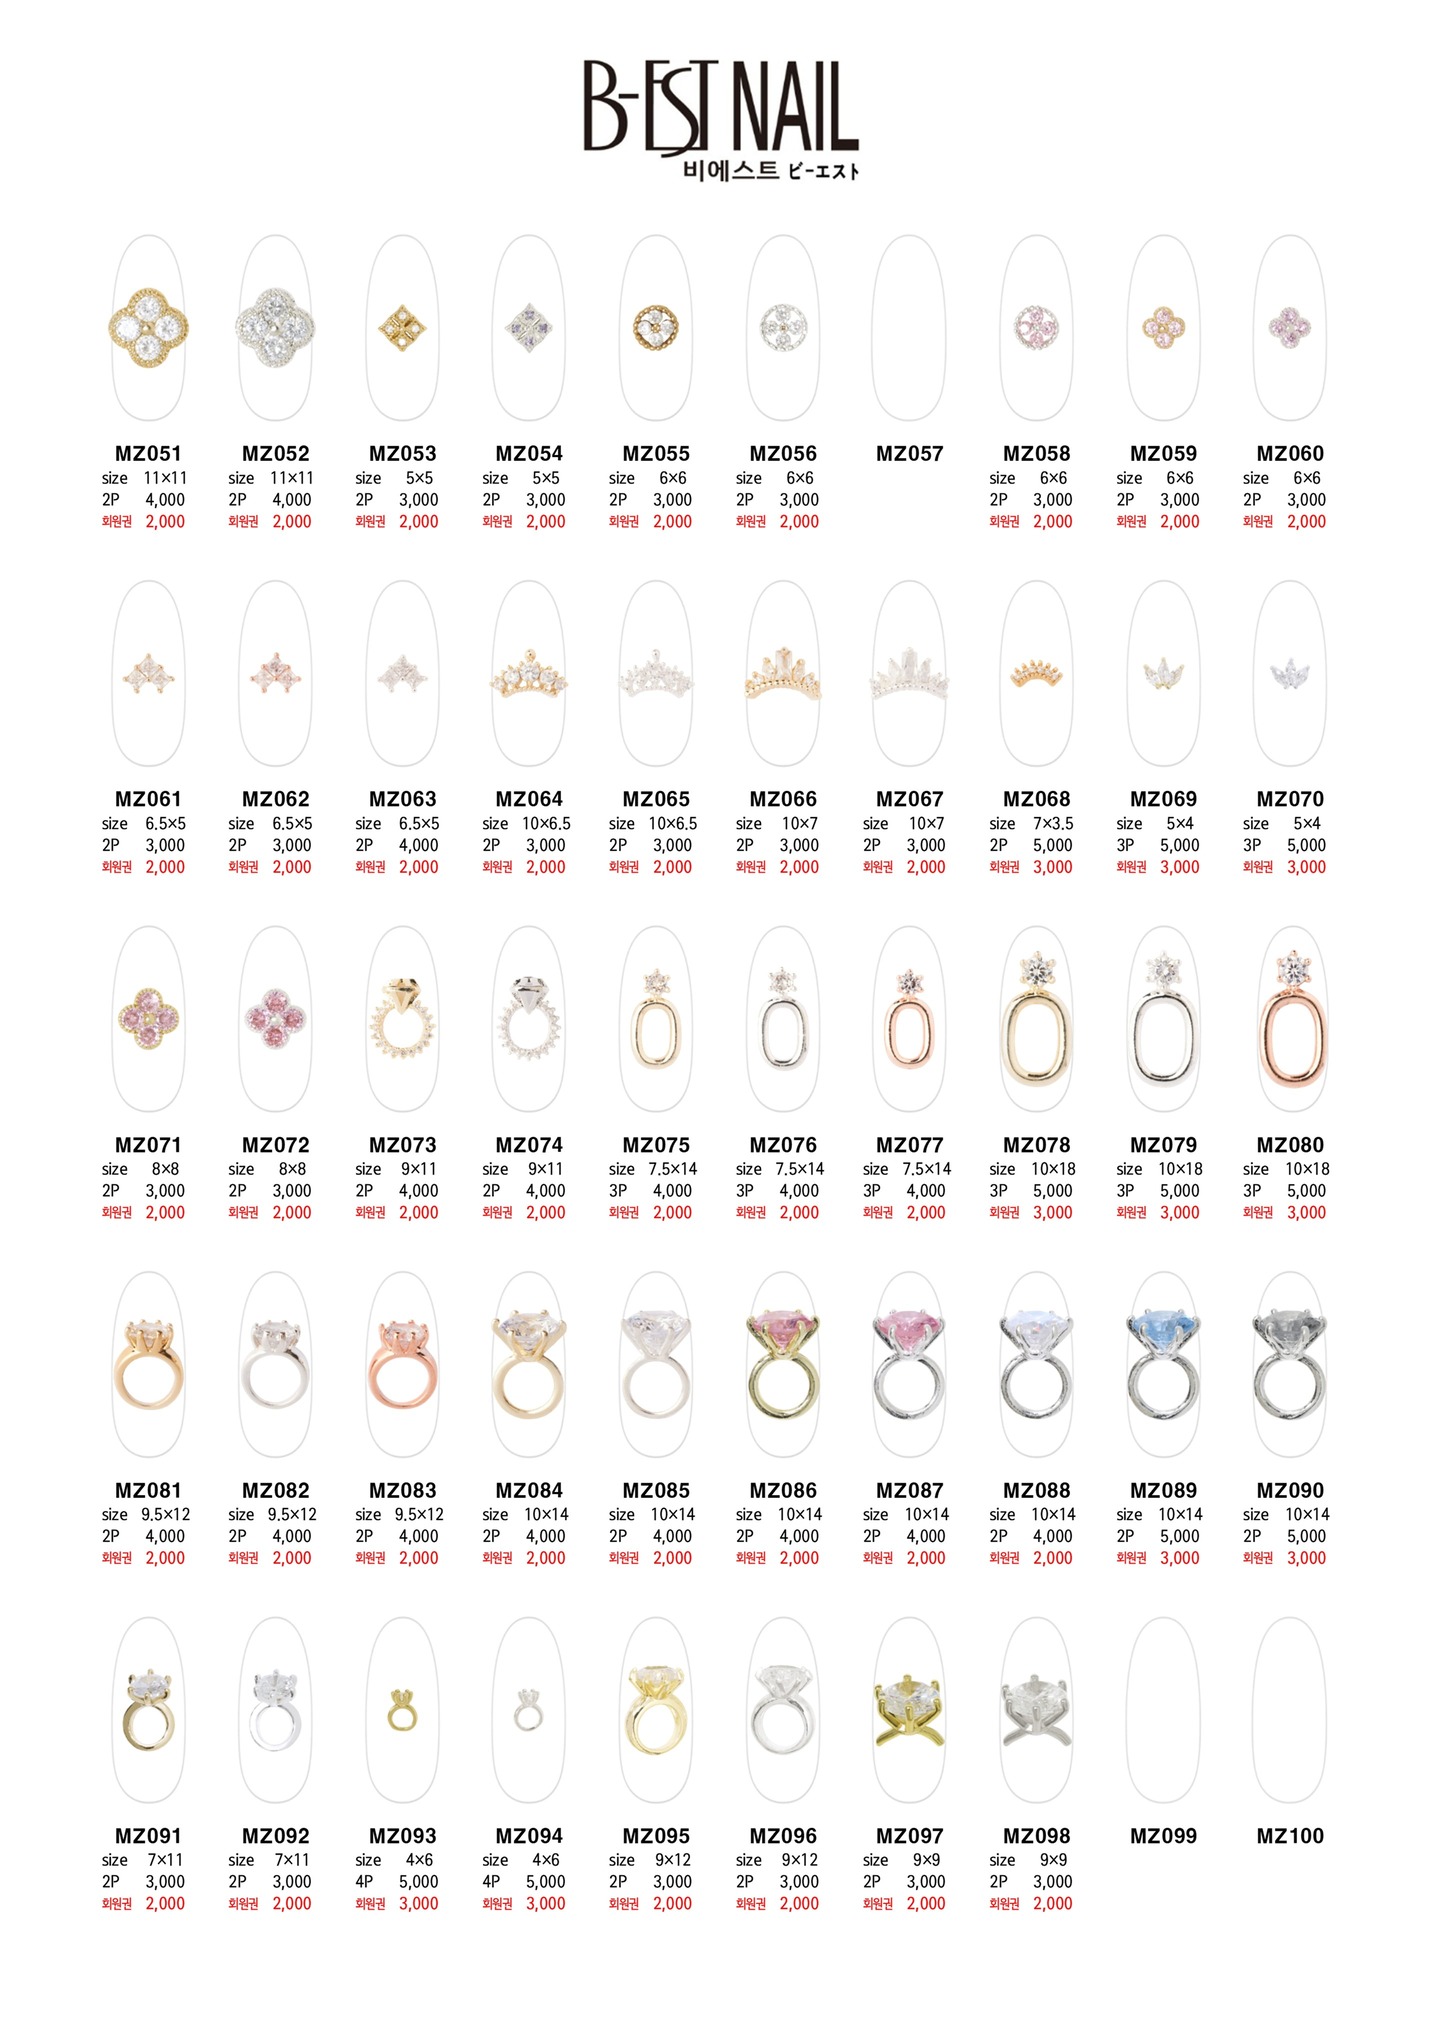 B-EST NAIL
비에스트 ビーエスト
MZ051 MZ052 MZ053 MZ054 MZ055 MZ056 MZ057 MZ058 MZ059 MZ060
size 11×11 size 11×11 size 5×5 size 5×5 size 6×6 size 6×6 size 6×6 size 6×6 size 6×6
2P 4,000 2P 4,000 2P 3,000 2P 3,000 2P 3,000 2P 3,000 2P 3,000 2P 3,000 2P 3,000
회원권 2,000 회원권 2,000 회원권 2,000 회원권 2,000 회원권 2,000 회원권 2,000 회원권 2,000 회원권 2,000 회원권 2,000
MZ061 MZ062 MZ063 MZ064 MZ065 MZ066 MZ067 MZ068 MZ069 MZ070
size 6.5×5 size 6.5×5 size 6.5×5 size 10×6.5 size 10×6.5 size 10×7 size 10×7 size 7×3.5 size 5×4 size 5×4
2P 3,000 2P 3,000 2P 4,000 2P 3,000 2P 3,000 2P 3,000 2P 3,000 2P 5,000 3P 5,000 3P 5,000
회원권 2,000 회원권 2,000 회원권 2,000 회원권 2,000 회원권 2,000 회원권 2,000 회원권 2,000 회원권 3,000 회원권 3,000 회원권 3,000
MZ071 MZ072 MZ073 MZ074 MZ075 MZ076 MZ077 MZ078 MZ079 MZ080
size 8×8 size 8×8 size 9×11 size 9×11 size 7.5×14 size 7.5×14 size 7.5×14 size 10×18 size 10×18 size 10×18
2P 3,000 2P 3,000 2P 4,000 2P 4,000 3P 4,000 3P 4,000 3P 4,000 3P 5,000 3P 5,000 3P 5,000
회원권 2,000 회원권 2,000 회원권 2,000 회원권 2,000 회원권 2,000 회원권 2,000 회원권 2,000 회원권 3,000 회원권 3,000 회원권 3,000
MZ081 MZ082 MZ083 MZ084 MZ085 MZ086 MZ087 MZ088 MZ089 MZ090
size 9.5×12 size 9.5×12 size 9.5×12 size 10×14 size 10×14 size 10×14 size 10×14 size 10×14 size 10×14 size 10×14
2P 4,000 2P 4,000 2P 4,000 2P 4,000 2P 4,000 2P 4,000 2P 4,000 2P 4,000 2P 5,000 2P 5,000
회원권 2,000 회원권 2,000 회원권 2,000 회원권 2,000 회원권 2,000 회원권 2,000 회원권 2,000 회원권 2,000 회원권 3,000 회원권 3,000
MZ091 MZ092 MZ093 MZ094 MZ095 MZ096 MZ097 MZ098 MZ099 MZ100
size 7×11 size 7×11 size 4×6 size 4×6 size 9×12 size 9×12 size 9×9 size 9×9
2P 3,000 2P 3,000 4P 5,000 4P 5,000 2P 3,000 2P 3,000 2P 3,000 2P 3,000
회원권 2,000 회원권 2,000 회원권 3,000 회원권 3,000 회원권 2,000 회원권 2,000 회원권 2,000 회원권 2,000